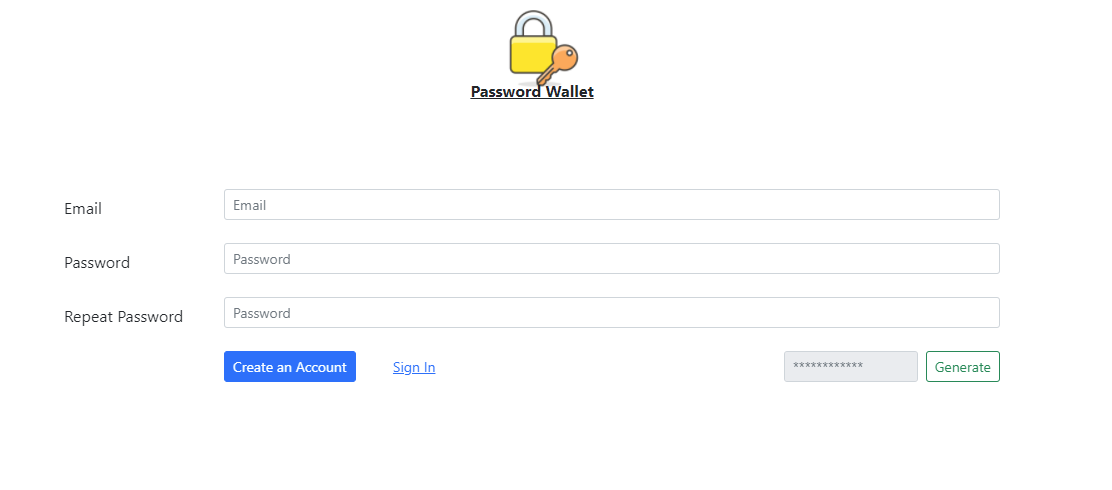 Password Wallet
Email Email
Password Password
Repeat Password Password
Create an Account Sign In ************ Generate